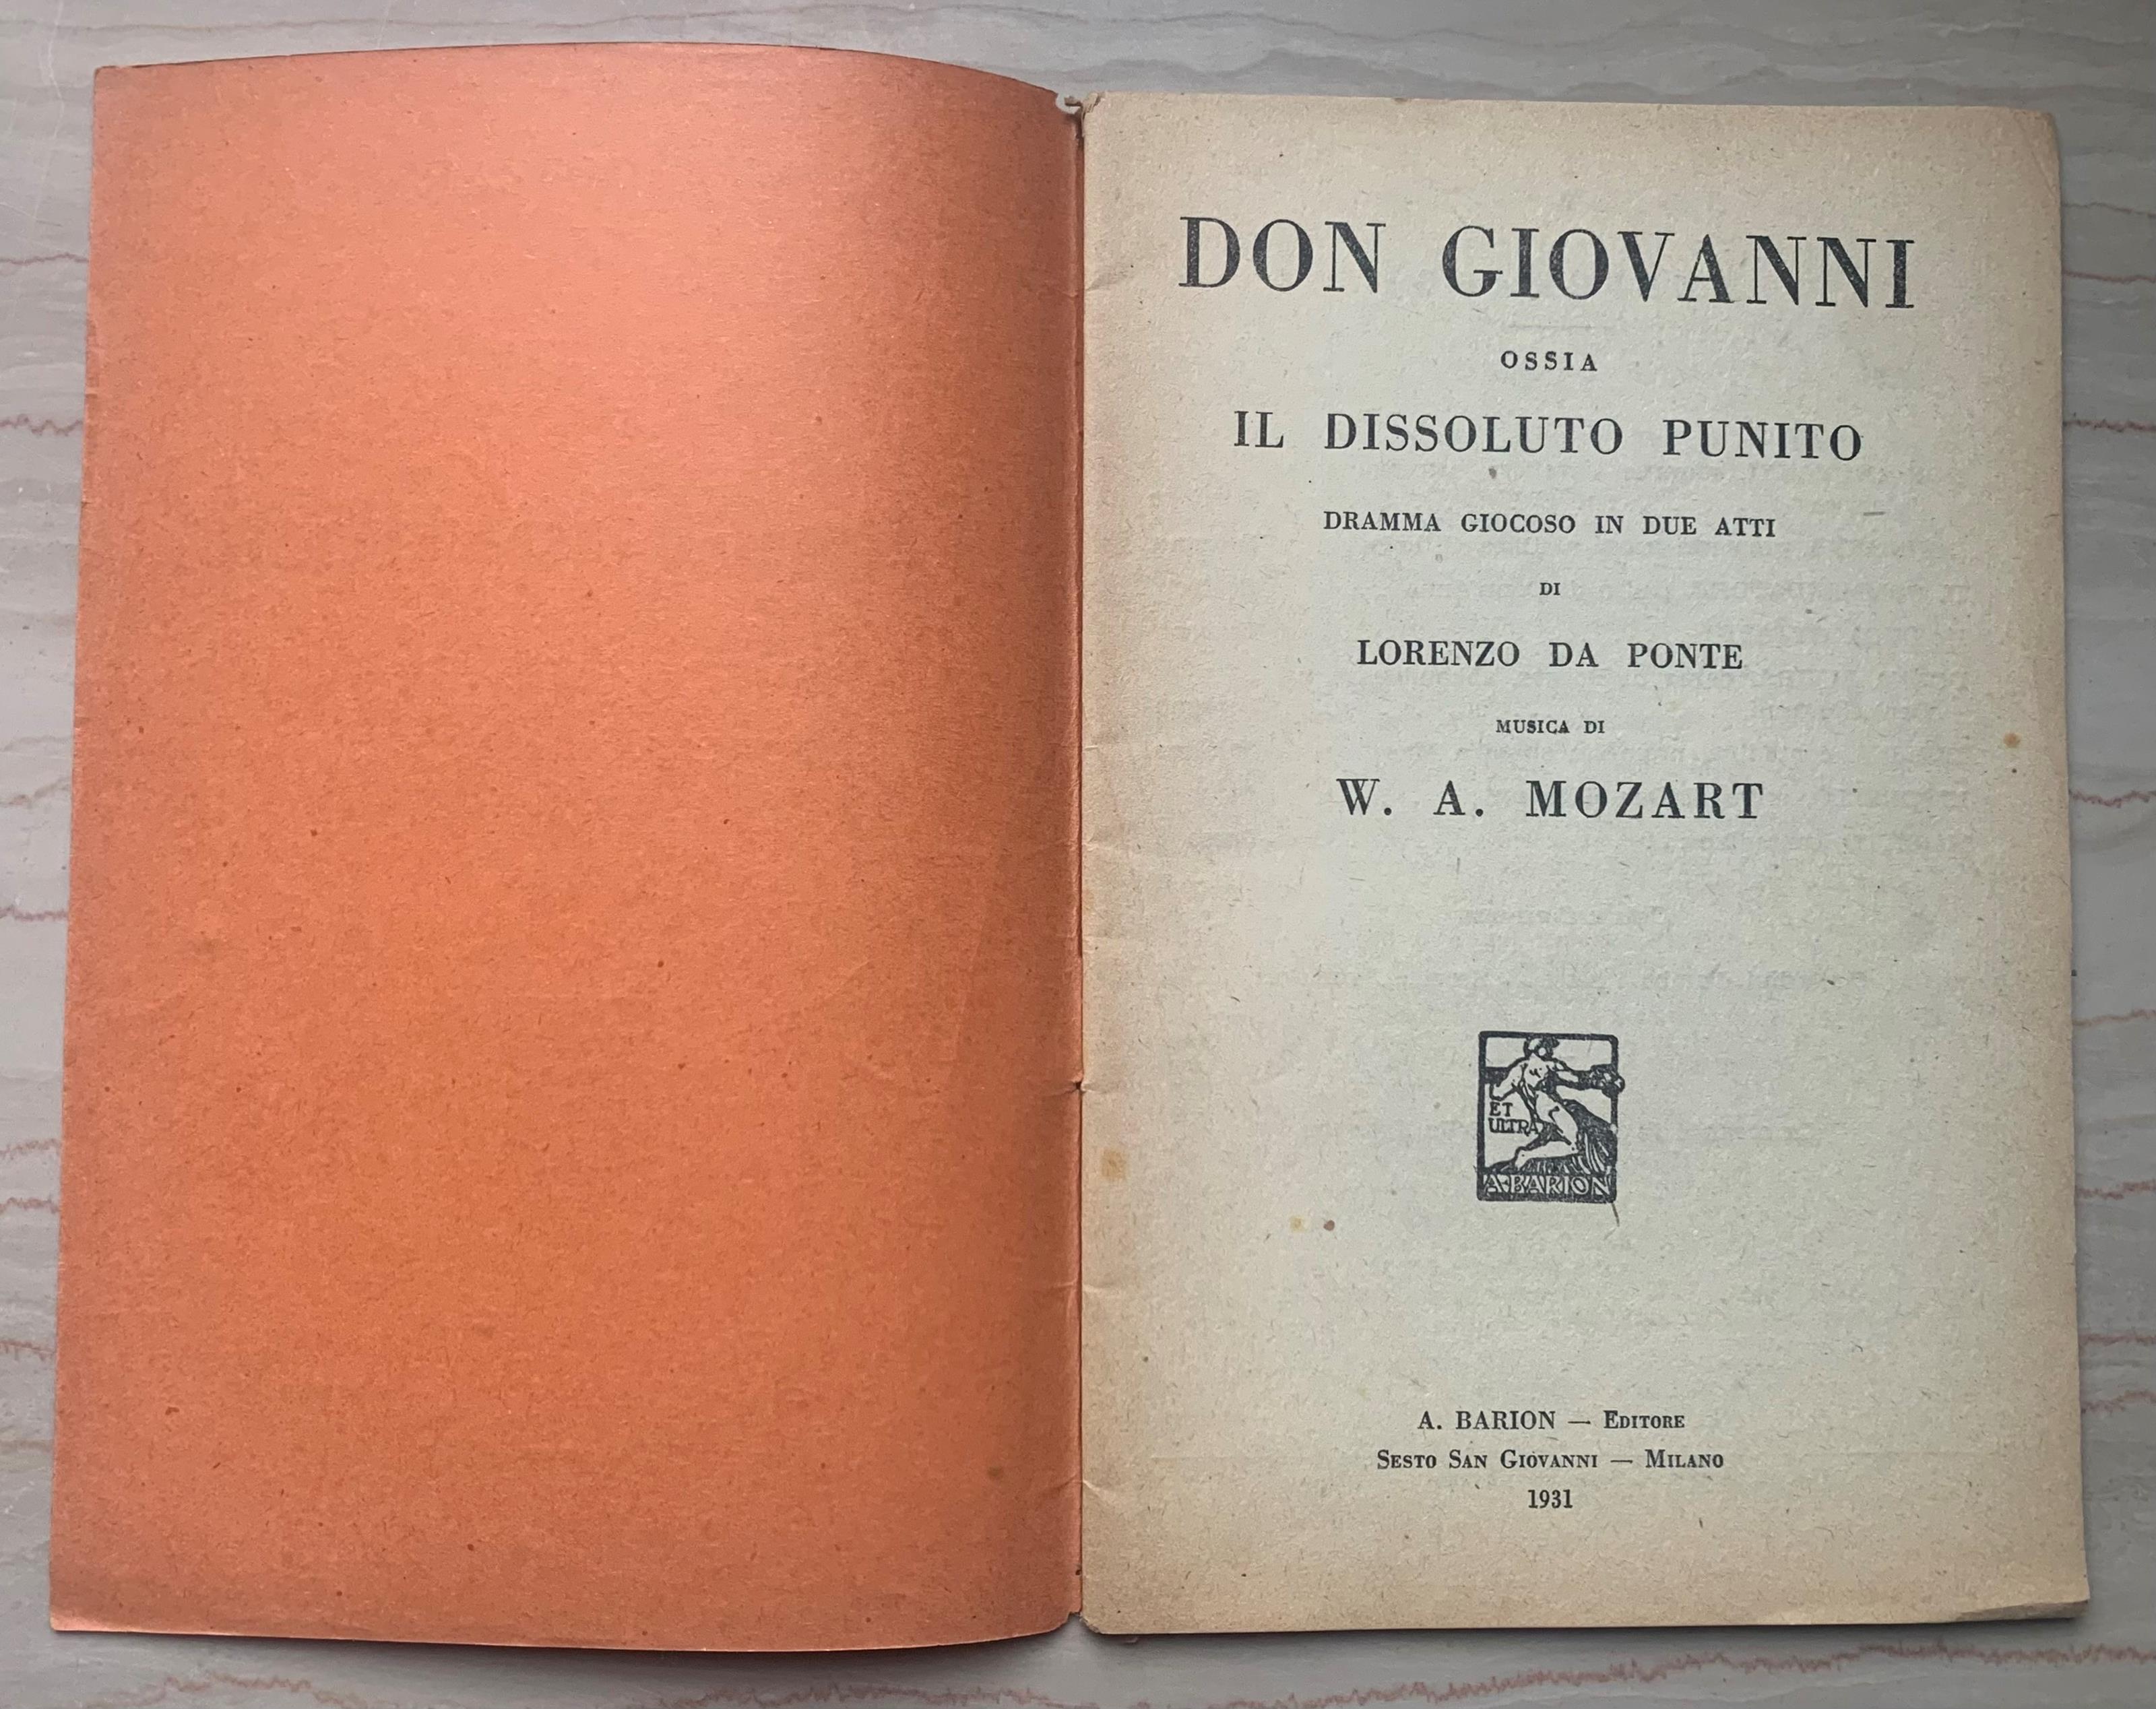 DON GIOVANNI
OSSIA
IL DISSOLUTO PUNITO
DRAMMA GIOCOSO IN DUE ATTI
DI
LORENZO DA PONTE
MUSICA DI
W. A. MOZART
ET
ULTRA
A·BARION
A. BARION — EDITORE
SESTO SAN GIOVANNI — MILANO
1931